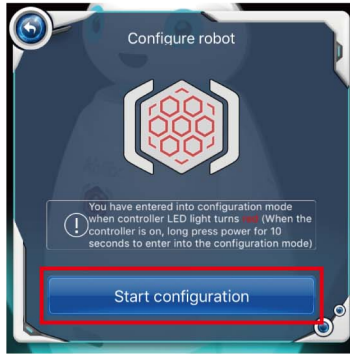 Configure robot
You have entered into configuration mode
when controller LED light turns red (When the
controller is on, long press power for 10
seconds to enter into the configuration mode)
Start configuration